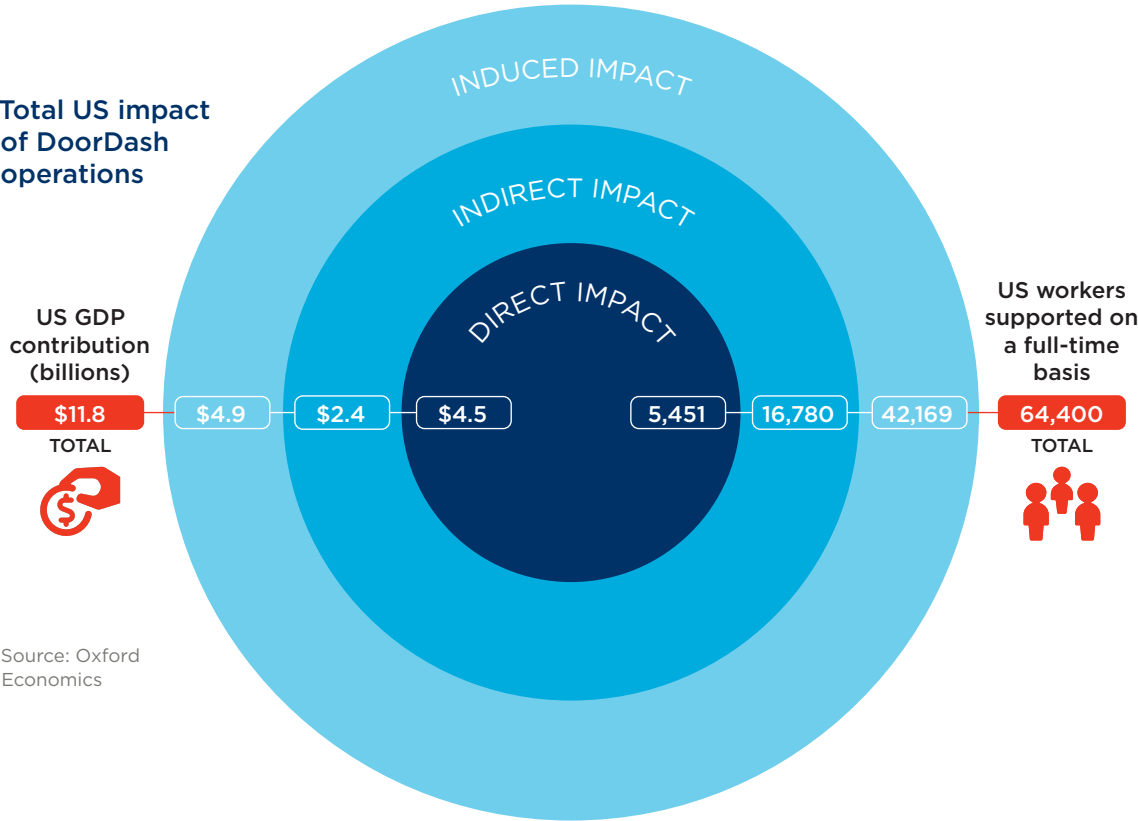 INDUCED IMPACT
Total US impact
of DoorDash
operations
INDIRECT IMPACT
DIRECT IMPACT
US GDP
contribution
(billions)
$11.8
TOTAL
$
$4.9
$2.4
$4.5
5,451
16,780
42,169
US workers
supported on
a full-time
basis
64,400
TOTAL
Source: Oxford
Economics